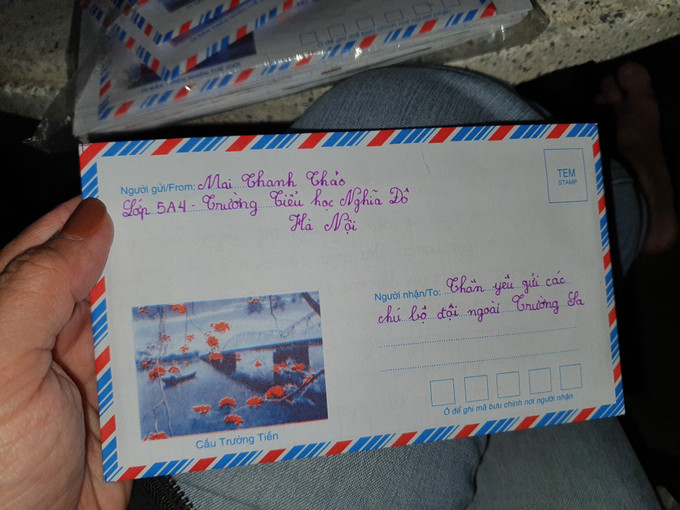 Người gửi/From: Mai Thanh Thảo
Lớp 5A4 - Trường Tiểu học Nghĩa Đô
Hà Nội
TEM
STAMP
Người nhận/To: Thân yêu gửi các
chú bộ đội ngoài Trường Sa
Ô để ghi mã bưu chính nơi người nhận
Cầu Trường Tiền